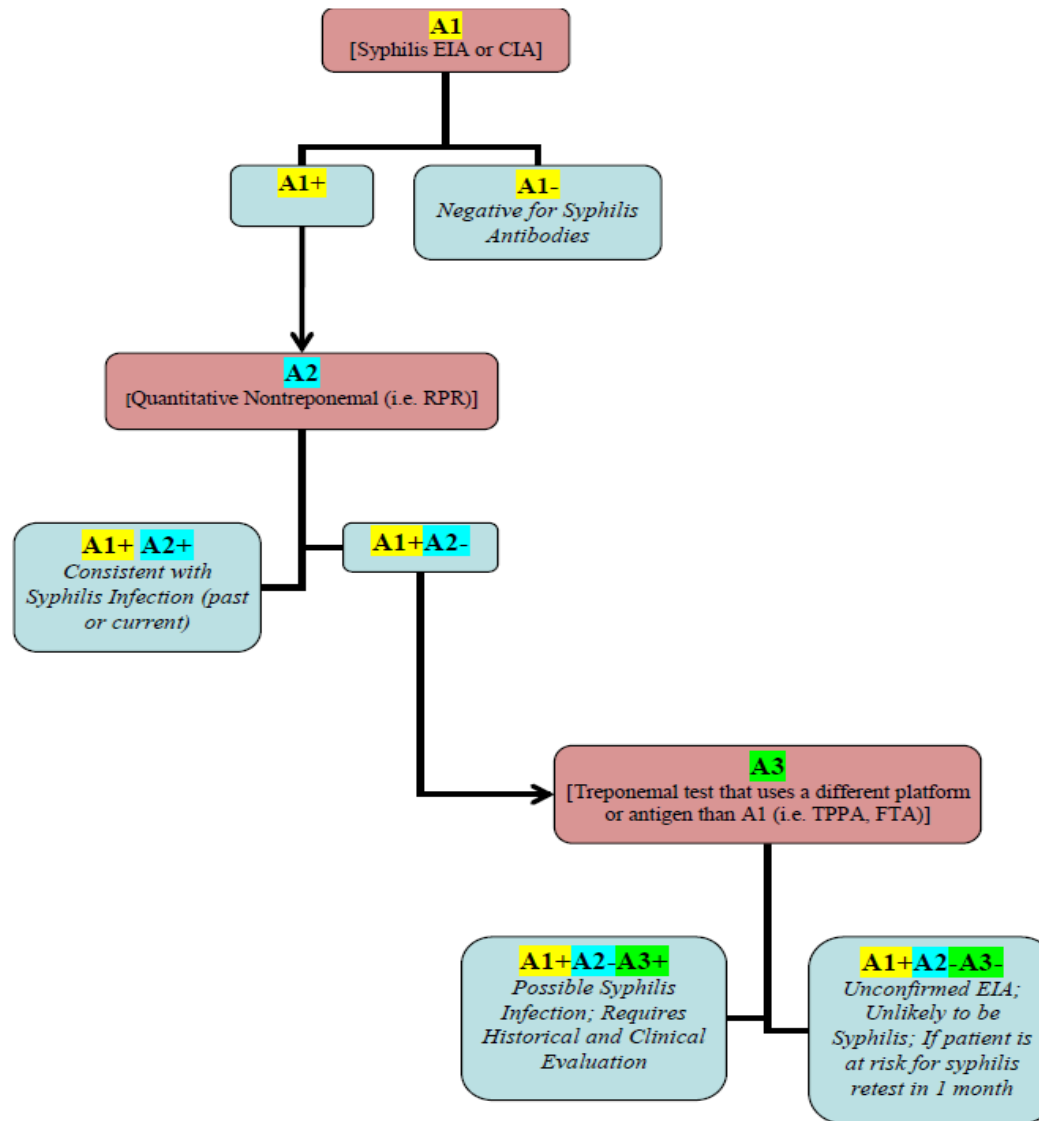 A1
[Syphilis EIA or CIA]
A1+
A1-
Negative for Syphilis
Antibodies
A2
[Quantitative Nontreponemal (i.e. RPR)]
A1+ A2+
Consistent with
Syphilis Infection (past
or current)
A1+A2-
A3
[Treponemal test that uses a different platform
or antigen than A1 (i.e. TPPA, FTA)]
A1+A2-A3+
Possible Syphilis
Infection; Requires
Historical and Clinical
Evaluation
A1+A2-A3-
Unconfirmed EIA;
Unlikely to be
Syphilis; If patient is
at risk for syphilis
retest in 1 month